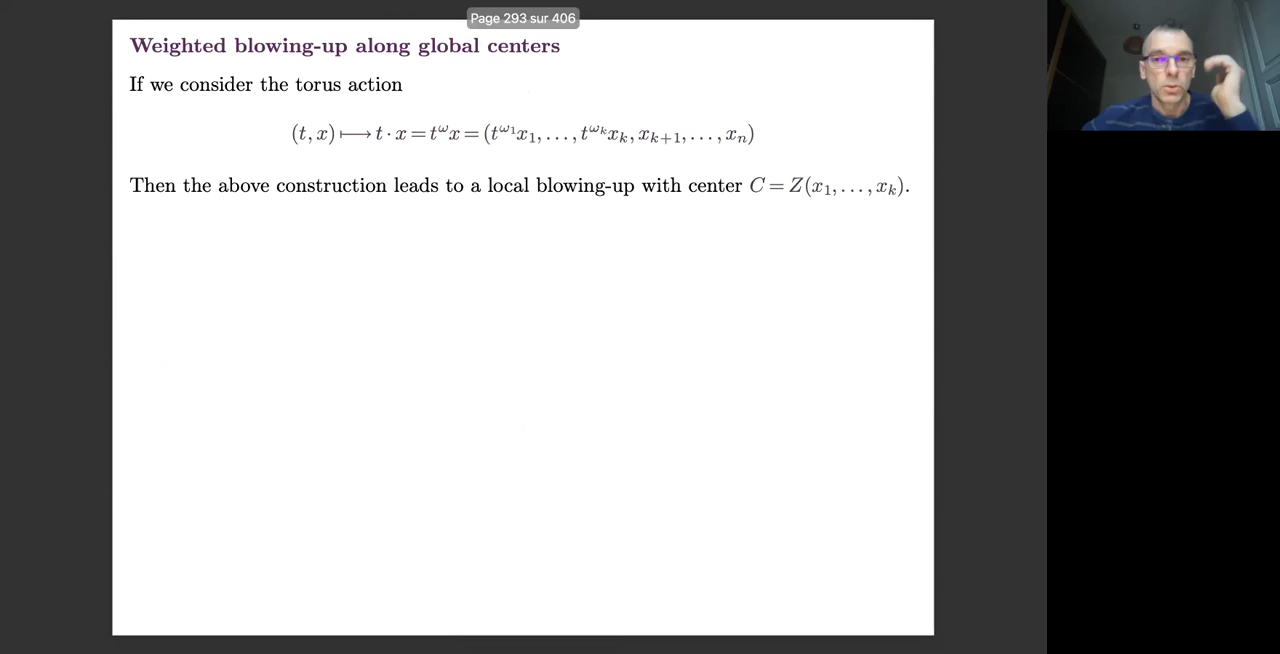 Page 293 sur 406
Weighted blowing-up along global centers
If we consider the torus action
(t, x) ⟼ t · x = t^ω x = (t^{ω_1} x_1, . . . , t^{ω_k} x_k, x_{k+1}, . . . , x_n)
Then the above construction leads to a local blowing-up with center C = Z(x_1, . . . , x_k).